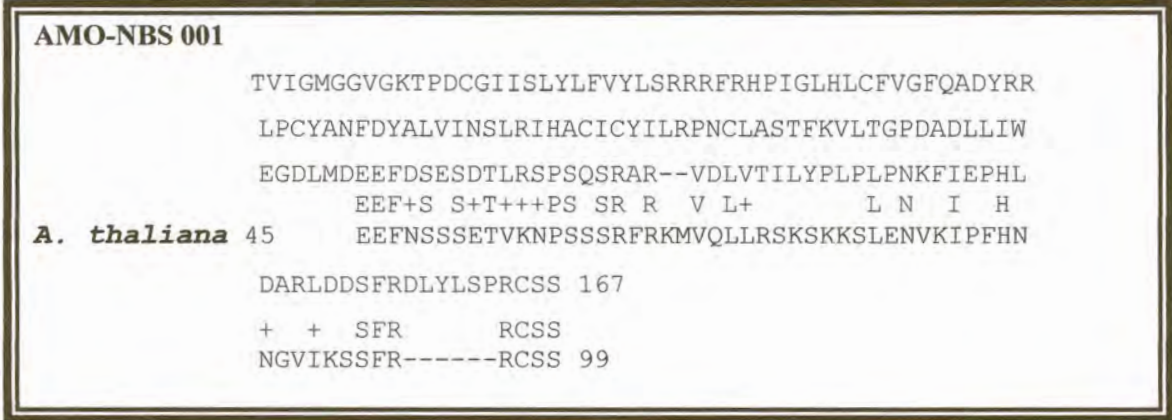 AMO-NBS 001
TVIGMGGVGKTPDCGIISLYLFVYLSRRRFRHPIGLHLCFVGFQADYRR
LPCYANFDYALVINSLRIHACICYILRPNCLASTFKVLTGPDADLLIW
EGDLMDEEFDSESDTLRSPSQSRAR--VDLVTILYPLPLPNKFIEPHL
EEF+S S+T+++PS SR R V L+ L N I H
A. thaliana 45 EEFNSSSETVKNPSSSRFRKMVQLLRSKSKKSLENVKIPFHN
DARLDDSFRDLYLSPRCSS 167
+ + SFR RCSS
NGVIKSSFR------RCSS 99